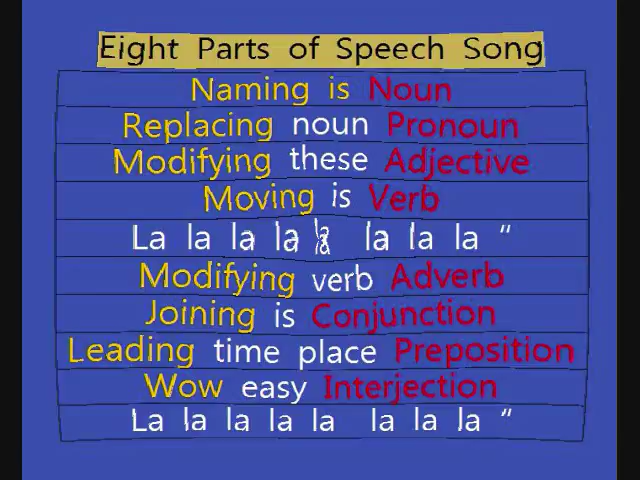 Eight Parts of Speech Song
Naming is Noun
Replacing noun Pronoun
Modifying these Adjective
Moving is Verb
La la la la la la la la "
Modifying verb Adverb
Joining is Conjunction
Leading time place Preposition
Wow easy Interjection
La la la la la la la la "